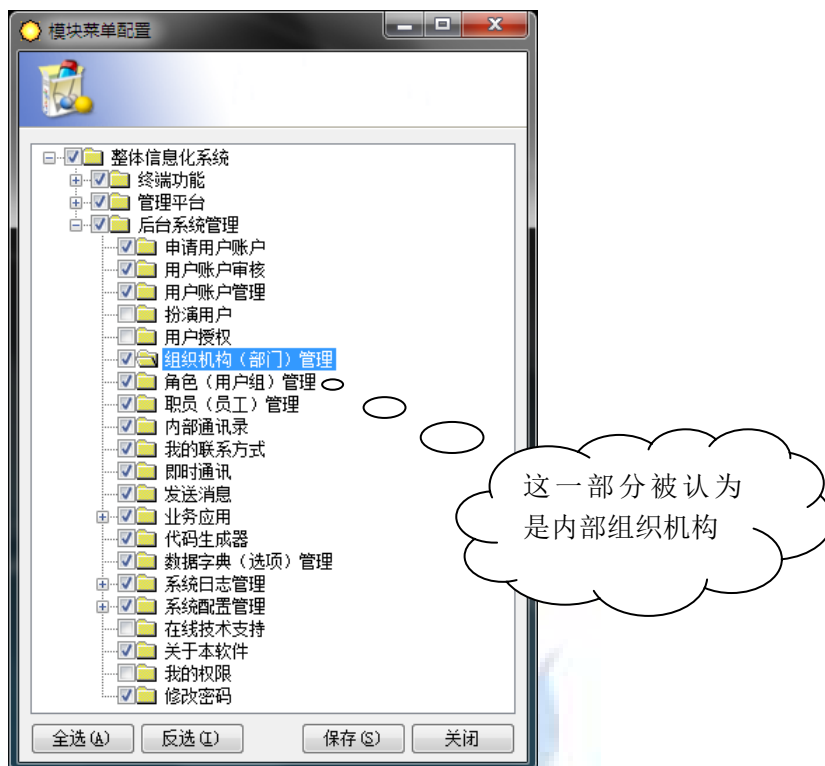 模块菜单配置
整体信息化系统
终端功能
管理平台
后台系统管理
申请用户账户
用户账户审核
用户账户管理
扮演用户
用户授权
组织机构（部门）管理
角色（用户组）管理
职员（员工）管理
内部通讯录
我的联系方式
即时通讯
发送消息
业务应用
代码生成器
数据字典（选项）管理
系统日志管理
系统配置管理
在线技术支持
关于本软件
我的权限
修改密码
这一部分被认为
是内部组织机构
全选(A) 反选(I) 保存(S) 关闭